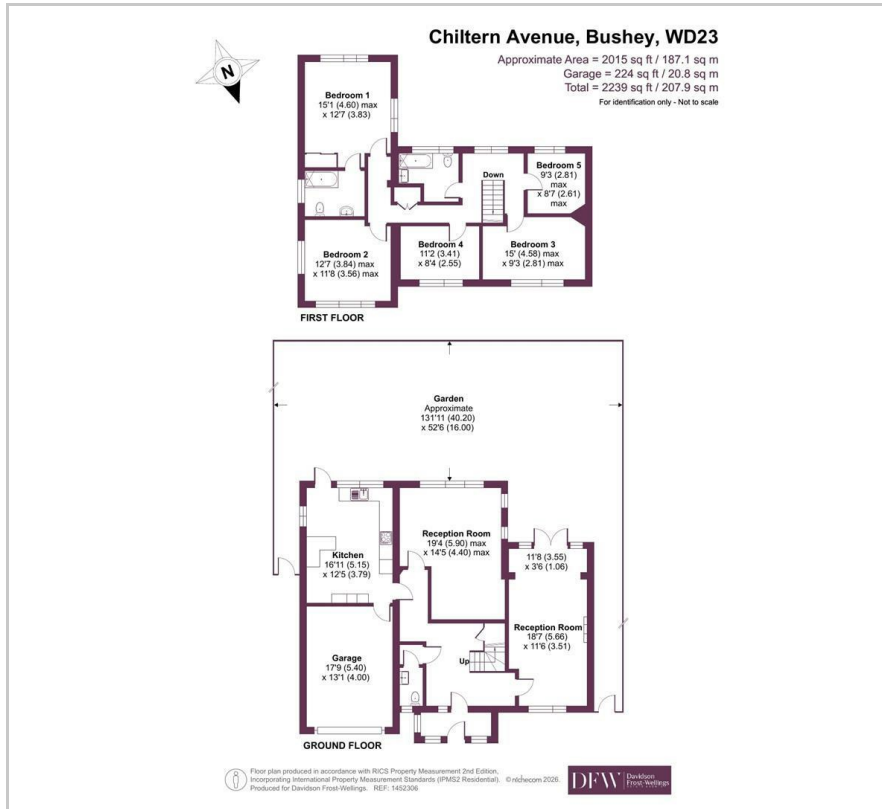 Chiltern Avenue, Bushey, WD23
Approximate Area = 2015 sq ft / 187.1 sq m
Garage = 224 sq ft / 20.8 sq m
Total = 2239 sq ft / 207.9 sq m
For identification only - Not to scale
N
Bedroom 1
15'1 (4.60) max
x 12'7 (3.83)
Down
Bedroom 5
9'3 (2.81)
max
x 8'7 (2.61)
max
Bedroom 2
12'7 (3.84) max
x 11'8 (3.56) max
Bedroom 4
11'2 (3.41)
x 8'4 (2.55)
Bedroom 3
15' (4.58) max
x 9'3 (2.81) max
FIRST FLOOR
Garden
Approximate
131'11 (40.20)
x 52'6 (16.00)
Reception Room
19'4 (5.90) max
x 14'5 (4.40) max
11'8 (3.55)
x 3'6 (1.06)
Kitchen
16'11 (5.15)
x 12'5 (3.79)
Reception Room
18'7 (5.66)
x 11'6 (3.51)
Garage
17'9 (5.40)
x 13'1 (4.00)
Up
GROUND FLOOR
Floor plan produced in accordance with RICS Property Measurement 2nd Edition,
Incorporating International Property Measurement Standards (IPMS2 Residential). © nichecom 2026.
Produced for Davidson Frost-Wellings. REF: 1452306
DFW
Davidson
Frost-Wellings